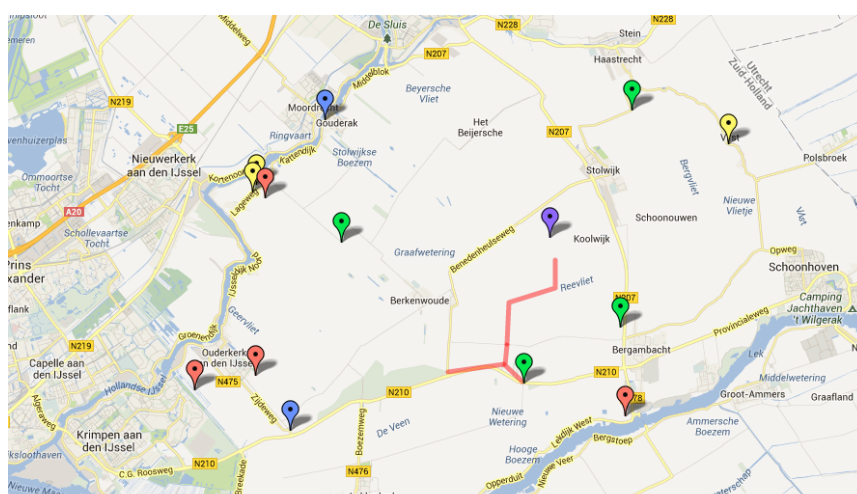 De Sluis
N228
Stein
N228
Middelweg
Haastrecht
N207
Middelblok
Utrecht
Zuid-Holland
Beyersche
Vliet
N219
Moordrecht
Gouderak
Het
Beijersche
E25
Ringvaart
N207
Vlist
Kattendijk
Stolwijkse
Boezem
Nieuwerkerk
aan den IJssel
Polsbroek
Ommoortse
Tocht
Kortenoord
Stolwijk
Bergvliet
Lageweg
Nieuwe
Vlietje
A20
Schoonouwen
Schollevaartse
Tocht
Benedenheulseweg
Koolwijk
Graafwetering
Opweg
Prins
Schoonhoven
Reevliet
Berkenwoude
N207
Camping
Jachthaven
't Wilgerak
Geervliet
Provincialeweg
Groenendijk
N219
Ouderkerk
aan den IJssel
Bergambacht
Lek
Capelle aan
den IJssel
N475
N210
Middelwetering
Hollandse IJssel
N210
Groot-Ammers
Graafland
Zijdeweg
Nieuwe
Wetering
Algeraweg
Krimpen aan
den IJssel
De Veen
Boezemweg
Lekdijk West
Bergstoep
Ammersche
Boezem
Hooge
Boezem
N210
C.G. Roosweg
Breekade
N476
Nieuwe Veer
Opperduit